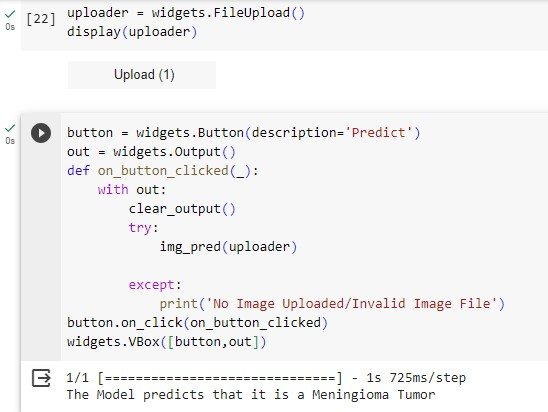 [22] uploader = widgets.FileUpload()
0s
display(uploader)
Upload (1)
0s
button = widgets.Button(description='Predict')
out = widgets.Output()
def on_button_clicked(_):
with out:
clear_output()
try:
img_pred(uploader)
except:
print('No Image Uploaded/Invalid Image File')
button.on_click(on_button_clicked)
widgets.VBox([button,out])
1/1 [==============================] - 1s 725ms/step
The Model predicts that it is a Meningioma Tumor